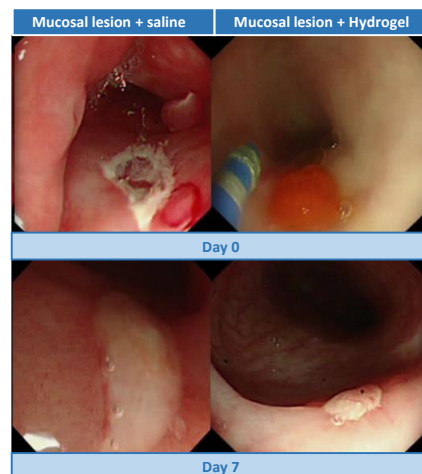 Mucosal lesion + saline
Mucosal lesion + Hydrogel
Day 0
Day 7